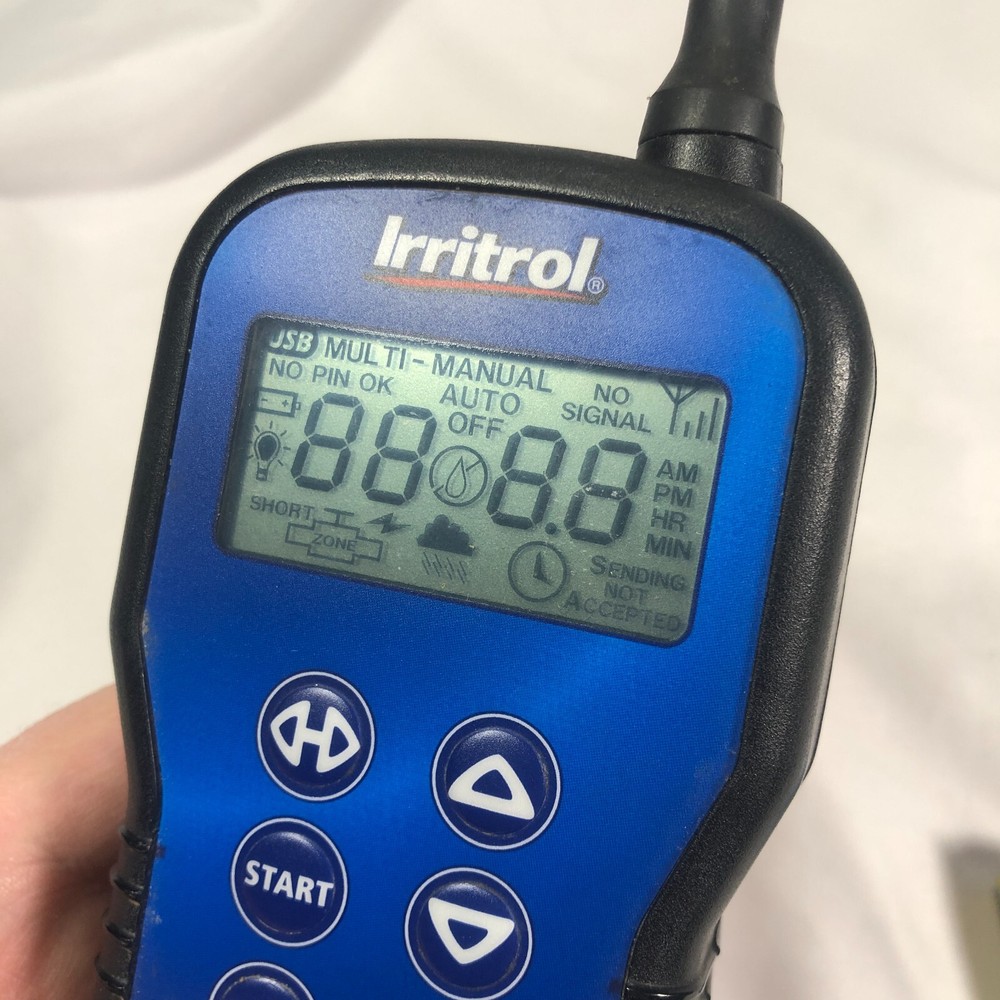 Irritrol®
USB MULTI-MANUAL
NO PIN OK
AUTO
OFF
NO
SIGNAL
88
8.8
AM
PM
HR
MIN
SHORT
ZONE
SENDING
NOT
ACCEPTED
START